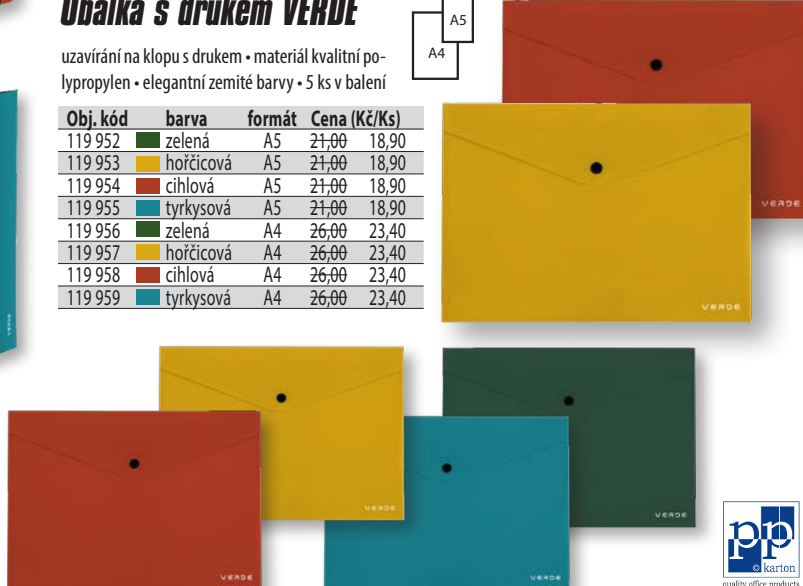 Obálka s drukem VERDE
uzavírání na klopu s drukem • materiál kvalitní po-
lypropylen • elegantní zemité barvy • 5 ks v balení
A5
A4
Obj. kód barva formát Cena (Kč/Ks)
119 952 zelená A5 21,00 18,90
119 953 hořčicová A5 21,00 18,90
119 954 cihlová A5 21,00 18,90
119 955 tyrkysová A5 21,00 18,90
119 956 zelená A4 26,00 23,40
119 957 hořčicová A4 26,00 23,40
119 958 cihlová A4 26,00 23,40
119 959 tyrkysová A4 26,00 23,40
VERDE
VERDE
VERDE
VERDE
VERDE
VERDE
VERDE
pp
© karton
quality office products